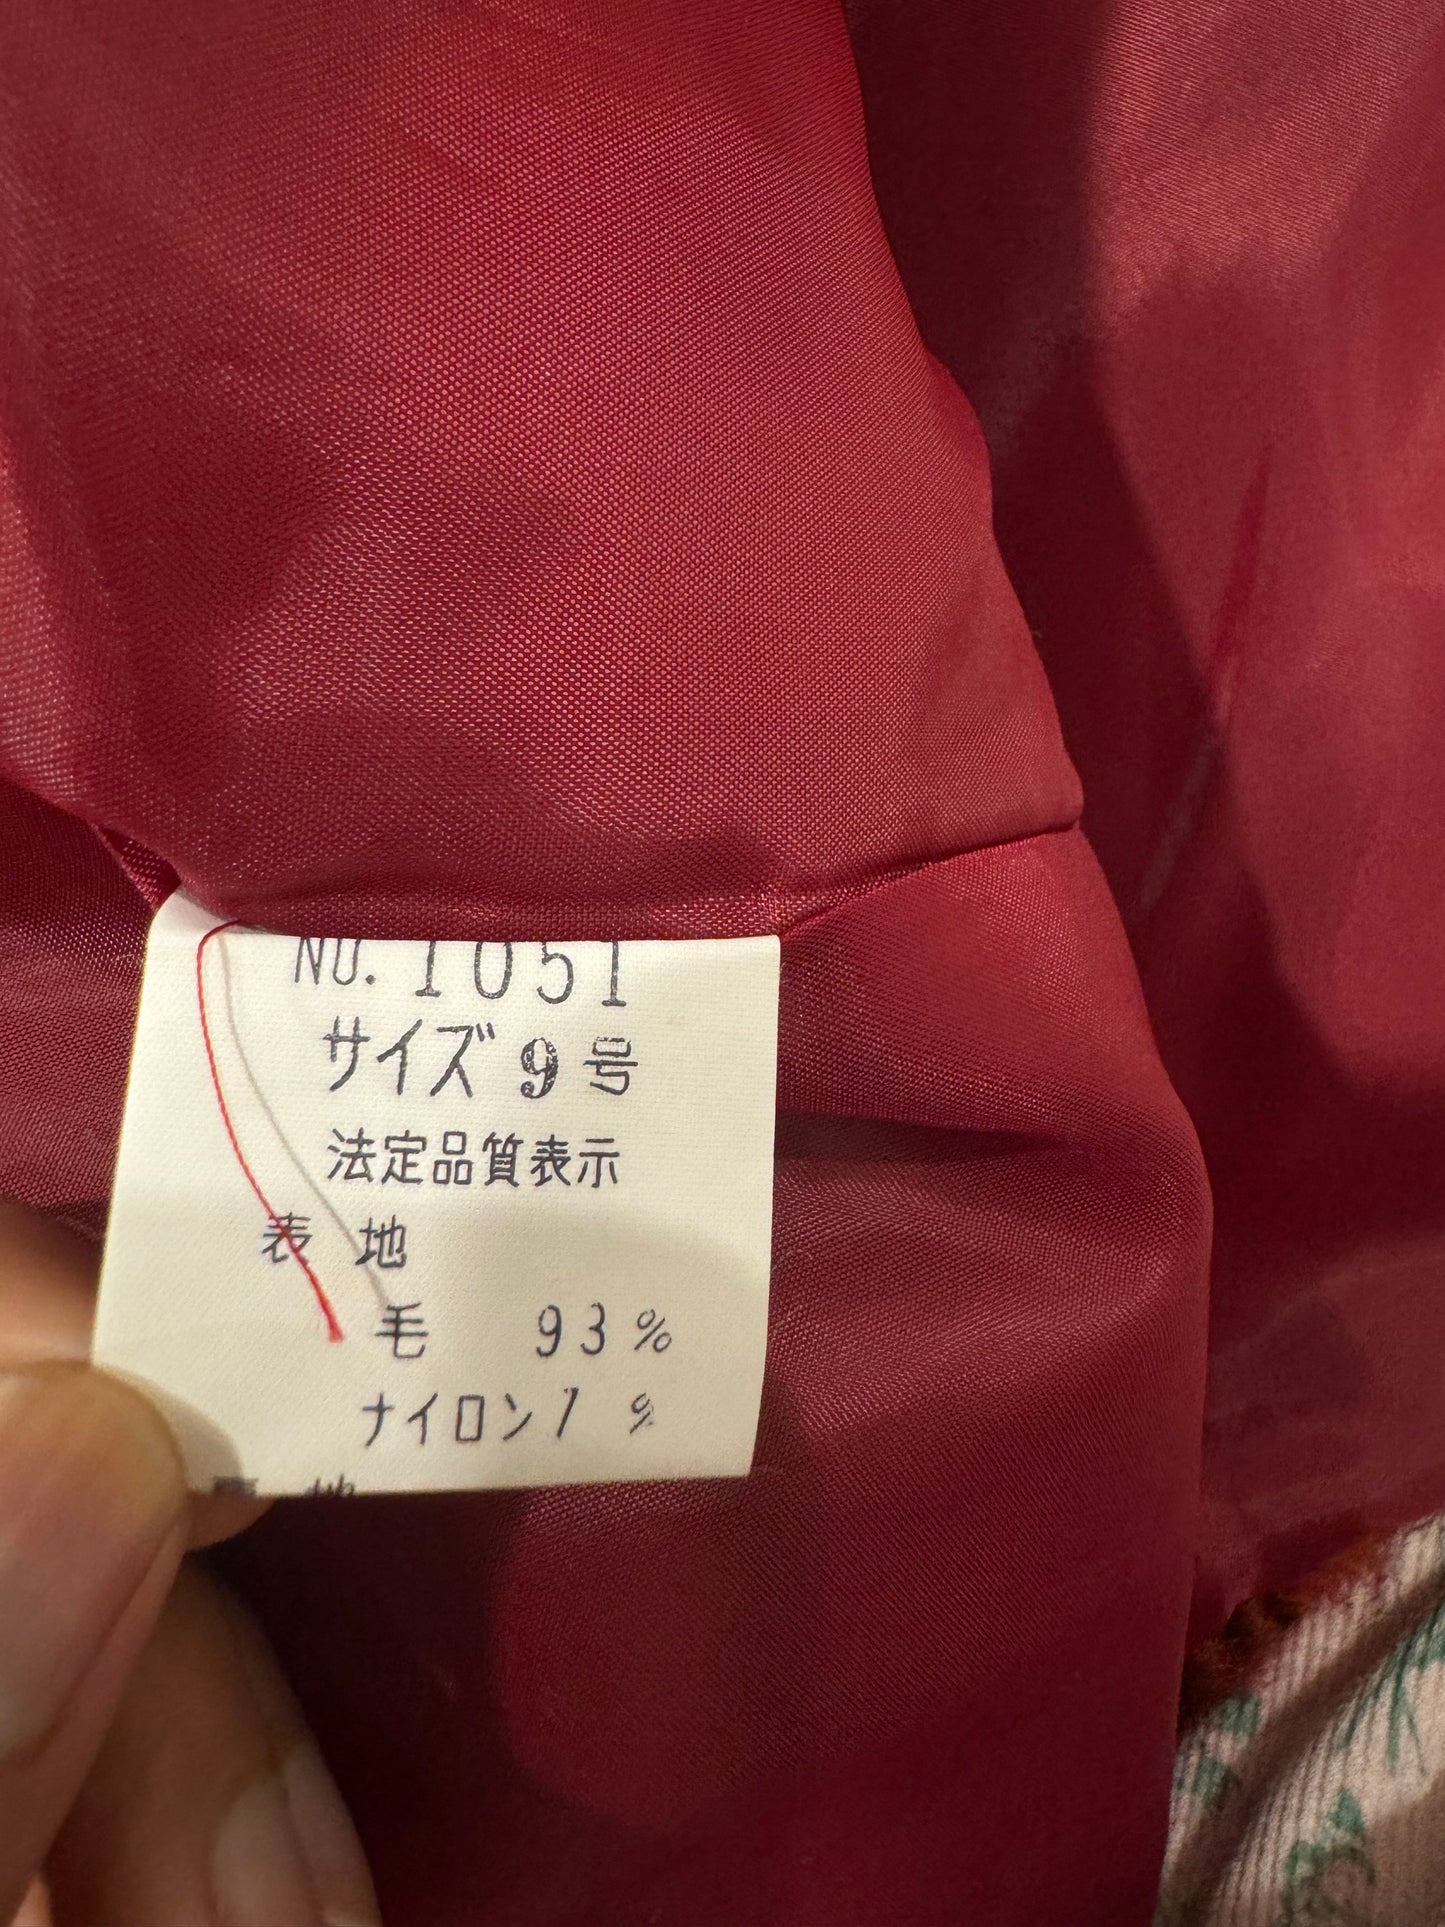 NO. 1051
サイズ 9 号
法定品質表示
表 地
毛 93%
ナイロン 7 %